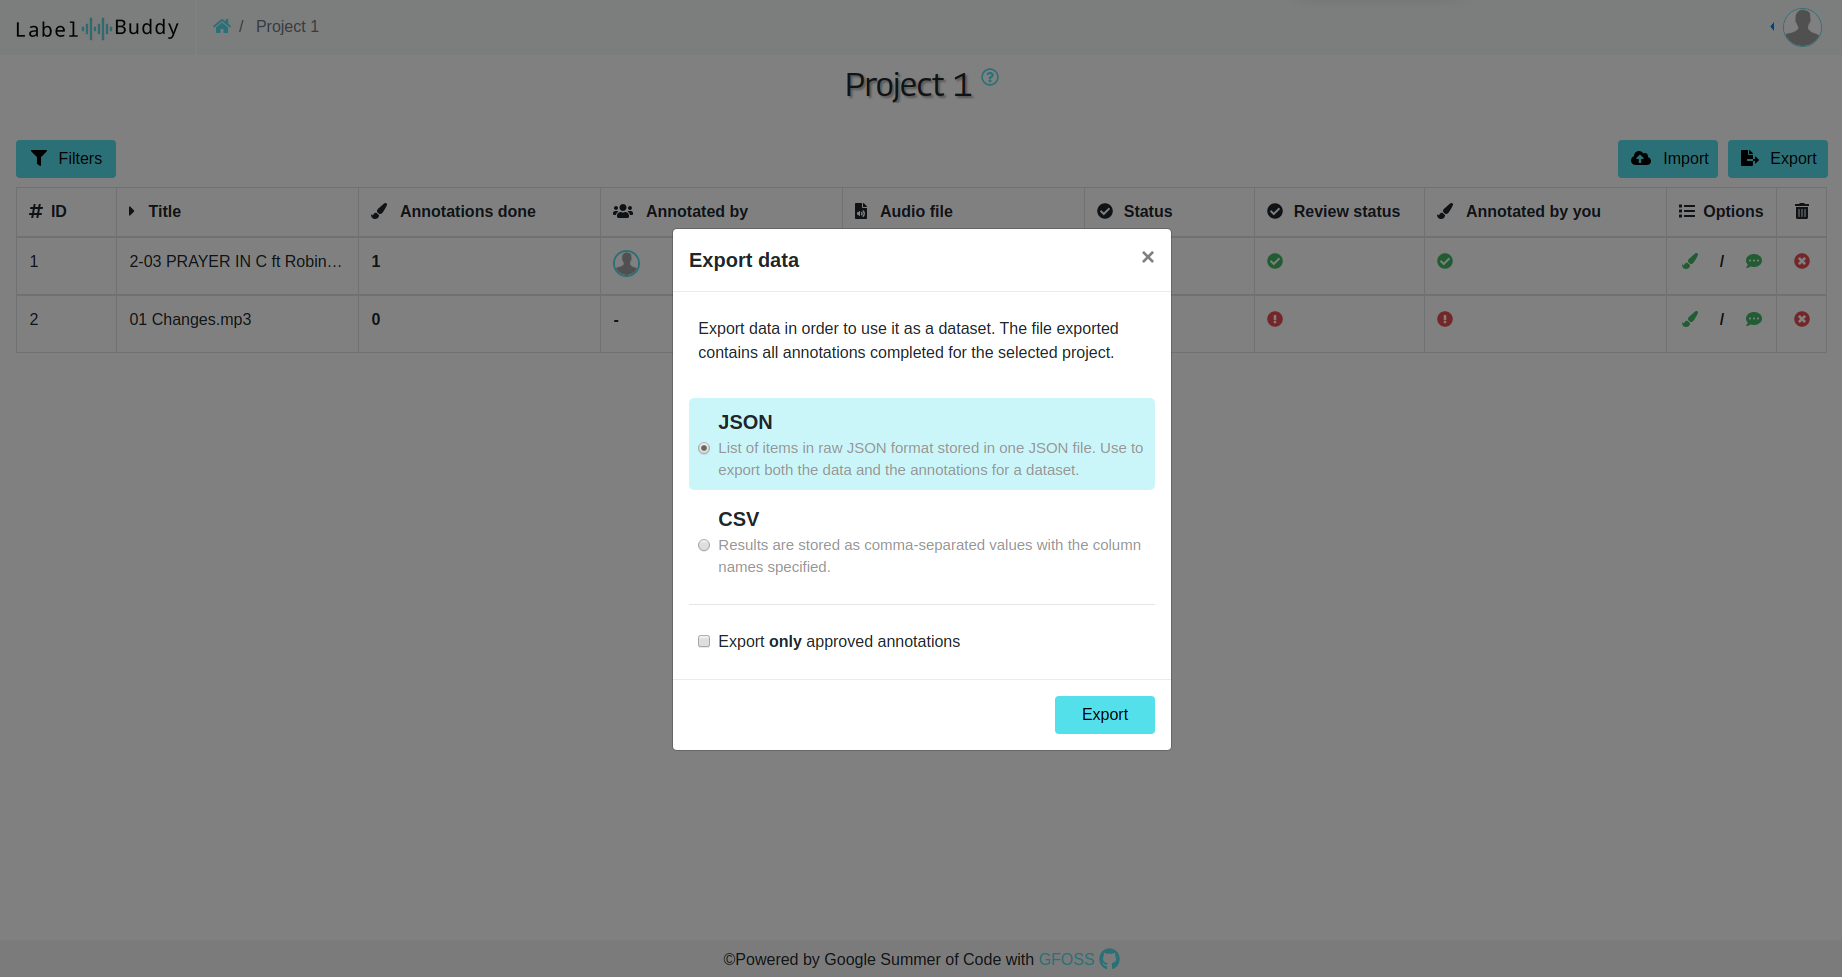 Label Buddy
/ Project 1
Project 1 ?
Filters
Import
Export
# ID
Title
Annotations done
Annotated by
Audio file
Status
Review status
Annotated by you
Options
1
2-03 PRAYER IN C ft Robin...
1
/
2
01 Changes.mp3
0
-
/
Export data
×
Export data in order to use it as a dataset. The file exported
contains all annotations completed for the selected project.
JSON
List of items in raw JSON format stored in one JSON file. Use to
export both the data and the annotations for a dataset.
CSV
Results are stored as comma-separated values with the column
names specified.
Export only approved annotations
Export
©Powered by Google Summer of Code with GFOSS